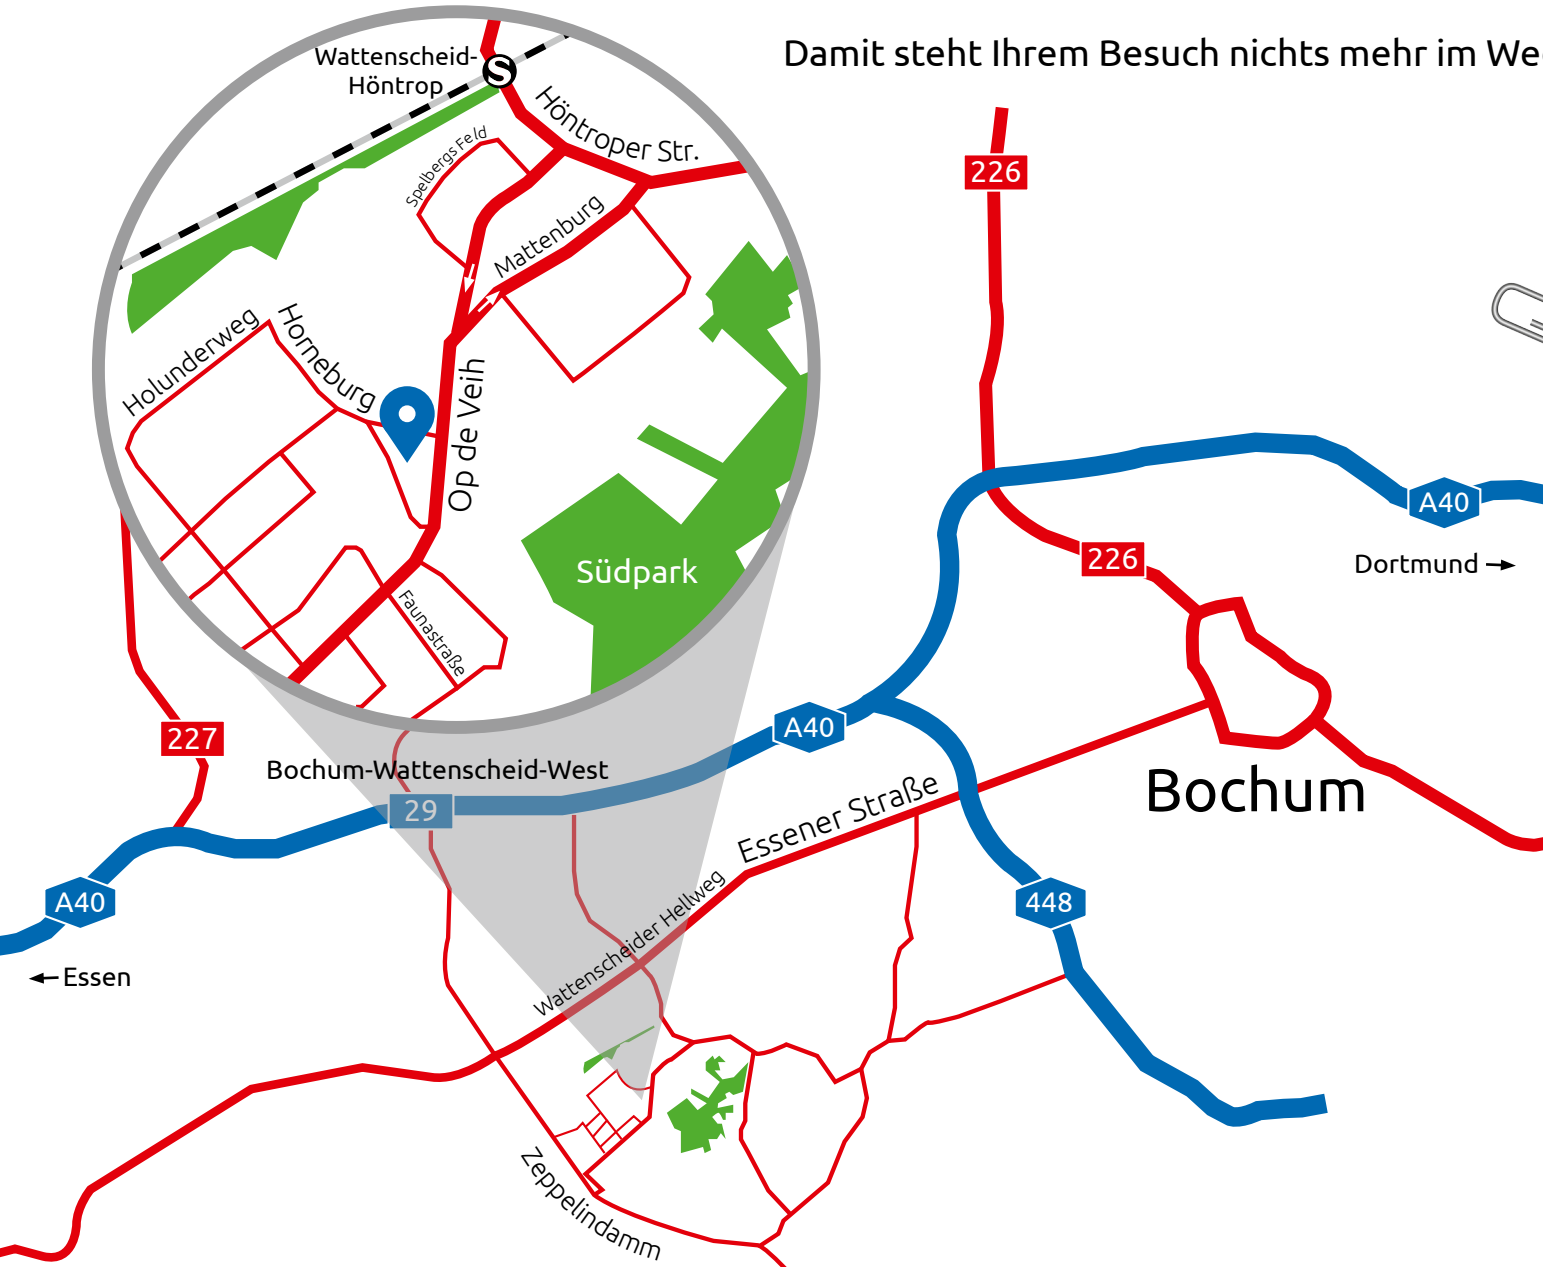 Damit steht Ihrem Besuch nichts mehr im
Wattenscheid-
Höntrop
S
Höntroper Str.
Spelbergs Feld
Mattenburg
Holunderweg
Horneburg
Op de Veih
Südpark
Faunastraße
226
226
A40
Dortmund
227
A40
Bochum-Wattenscheid-West
29
Bochum
Essener Straße
Wattenscheider Hellweg
A40
448
Essen
Zeppelindamm